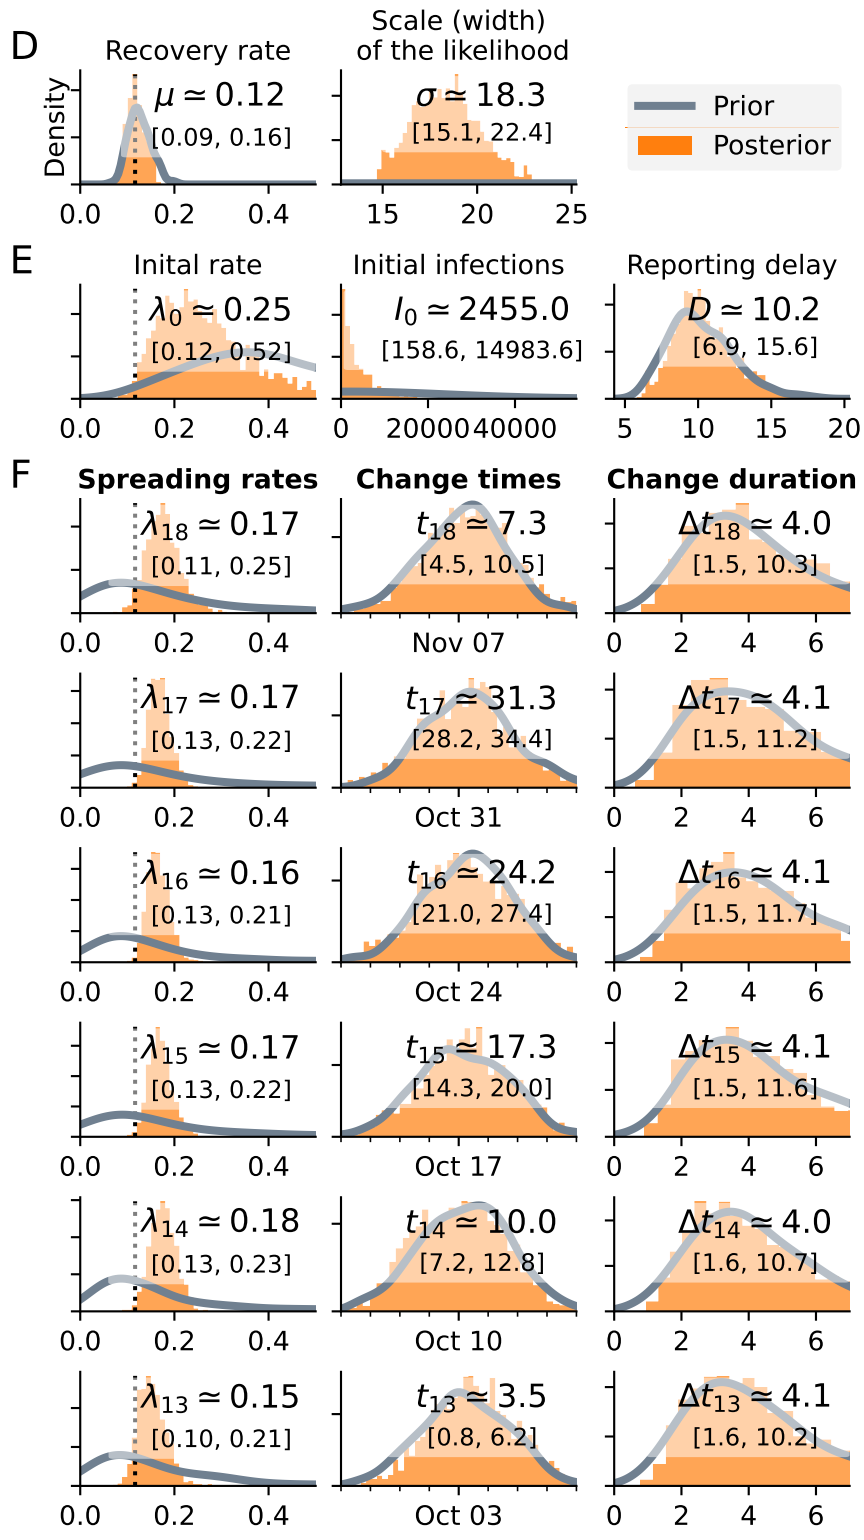 D
Recovery rate
Scale (width)
of the likelihood
Density
μ ≃ 0.12
[0.09, 0.16]
σ ≃ 18.3
[15.1, 22.4]
Prior
Posterior
0.0 0.2 0.4
15 20 25
E
Inital rate
Initial infections
Reporting delay
λ0 ≃ 0.25
[0.12, 0.52]
I0 ≃ 2455.0
[158.6, 14983.6]
D ≃ 10.2
[6.9, 15.6]
0.0 0.2 0.4
0 20000 40000
5 10 15 20
F
Spreading rates
Change times
Change duration
λ18 ≃ 0.17
[0.11, 0.25]
t18 ≃ 7.3
[4.5, 10.5]
Δt18 ≃ 4.0
[1.5, 10.3]
0.0 0.2 0.4
Nov 07
0 2 4 6
λ17 ≃ 0.17
[0.13, 0.22]
t17 ≃ 31.3
[28.2, 34.4]
Δt17 ≃ 4.1
[1.5, 11.2]
0.0 0.2 0.4
Oct 31
0 2 4 6
λ16 ≃ 0.16
[0.13, 0.21]
t16 ≃ 24.2
[21.0, 27.4]
Δt16 ≃ 4.1
[1.5, 11.7]
0.0 0.2 0.4
Oct 24
0 2 4 6
λ15 ≃ 0.17
[0.13, 0.22]
t15 ≃ 17.3
[14.3, 20.0]
Δt15 ≃ 4.1
[1.5, 11.6]
0.0 0.2 0.4
Oct 17
0 2 4 6
λ14 ≃ 0.18
[0.13, 0.23]
t14 ≃ 10.0
[7.2, 12.8]
Δt14 ≃ 4.0
[1.6, 10.7]
0.0 0.2 0.4
Oct 10
0 2 4 6
λ13 ≃ 0.15
[0.10, 0.21]
t13 ≃ 3.5
[0.8, 6.2]
Δt13 ≃ 4.1
[1.6, 10.2]
0.0 0.2 0.4
Oct 03
0 2 4 6